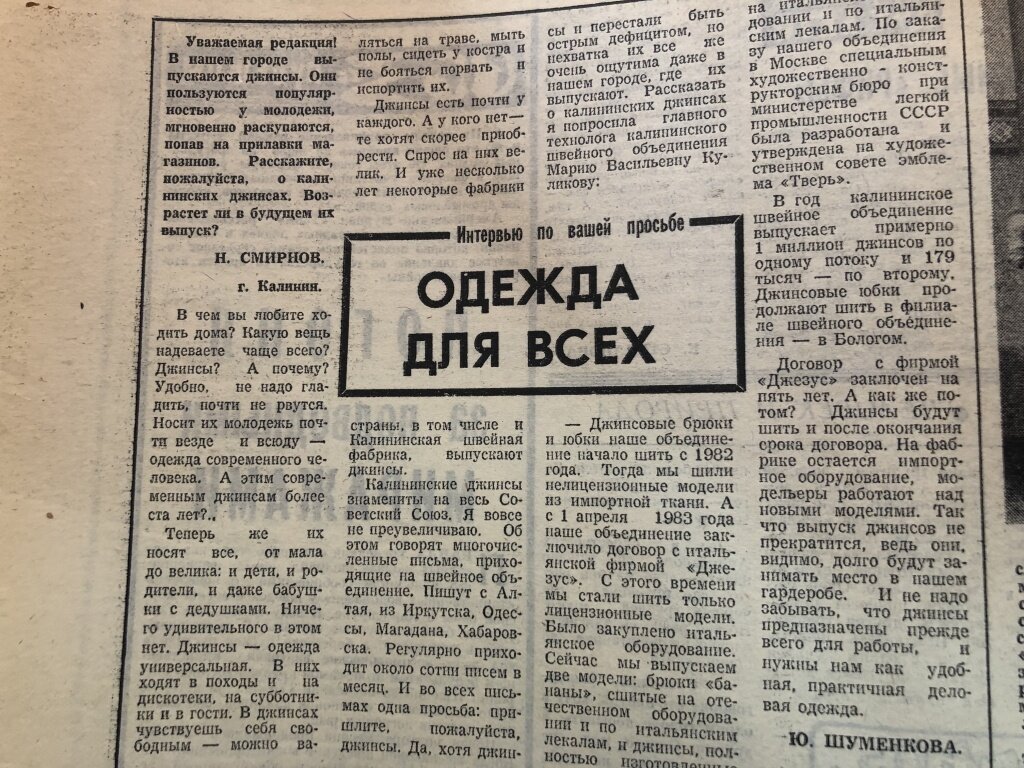 Уважаемая редакция!
В нашем городе вы-
пускаются джинсы. Они
пользуются популяр-
ностью у молодежи,
мгновенно раскупаются,
попав на прилавки ма-
газинов. Расскажите,
пожалуйста, о кали-
нинских джинсах. Воз-
растет ли в будущем их
выпуск?
Н. СМИРНОВ.
г. Калинин.
В чем вы любите хо-
дить дома? Какую вещь
надеваете чаще всего?
Джинсы? А почему?
Удобно, не надо гла-
дить, почти не рвутся.
Носит их молодежь поч-
ти везде и всюду —
одежда современного че-
ловека. А этим совре-
менным джинсам более
ста лет?..
Теперь же их
носят все, от мала
до велика: и дети, и ро-
дители, и даже бабуш-
ки с дедушками. Ниче-
го удивительного в этом
нет. Джинсы — одежда
универсальная. В них
ходят в походы и на
дискотеки, на субботни-
ки и в гости. В джинсах
чувствуешь себя сво-
бодным — можно ва-
ляться на траве, мыть
полы, сидеть у костра и
не бояться порвать и
испортить их.
Джинсы есть почти у
каждого. А у кого нет—
те хотят скорее приоб-
рести. Спрос на них ве-
лик. И уже несколько
лет некоторые фабрики
Интервью по вашей просьбе
ОДЕЖДА
ДЛЯ ВСЕХ
страны, в том числе и
Калининская швейная
фабрика, выпускают
джинсы.
Калининские джинсы
знамениты на весь Со-
ветский Союз. Я вовсе
не преувеличиваю. Об
этом говорят многочис-
ленные письма, прихо-
дящие на швейное объ-
единение. Пишут с Ал-
тая, из Иркутска, Одес-
сы, Магадана, Хабаров-
ска. Регулярно прихо-
дит около сотни писем в
месяц. И во всех пись-
мах одна просьба: при-
шлите, пожалуйста,
джинсы. Да, хотя джин-
сы и перестали быть
острым дефицитом, но
нехватка их все же
очень ощутима даже в
нашем городе, где их
выпускают. Рассказать
о калининских джинсах
я попросила главного
технолога калининского
швейного объединения
Марию Васильевну Ку-
ликову:
— Джинсовые брюки
и юбки наше объедине-
ние начало шить с 1982
года. Тогда мы шили
нелицензионные модели
из импортной ткани. А
с 1 апреля 1983 года
наше объединение зак-
лючило договор с италь-
янской фирмой «Дже-
зус». С этого времени
мы стали шить только
лицензионные модели.
Было закуплено италь-
янское оборудование.
Сейчас мы выпускаем
две модели: брюки «ба-
наны», сшитые на оте-
чественном оборудова-
нии и по итальянским
лекалам, и джинсы, пол-
ностью изготовленные
на итальянском обору-
довании и по итальян-
ским лекалам. По зака-
зу нашего объединения
в Москве специальным
художественно - конст-
рукторским бюро при
министерстве легкой
промышленности СССР
была разработана и
утверждена на художе-
ственном совете эмбле-
ма «Тверь».
В год калининское
швейное объединение
выпускает примерно
1 миллион джинсов по
одному потоку и 179
тысяч — по второму.
Джинсовые юбки про-
должают шить в филиа-
ле швейного объедине-
ния — в Бологом.
Договор с фирмой
«Джезус» заключен на
пять лет. А как же по-
том? Джинсы будут
шить и после окончания
срока договора. На фаб-
рике остается импорт-
ное оборудование, мо-
дельеры работают над
новыми моделями. Так
что выпуск джинсов не
прекратится, ведь они,
видимо, долго будут за-
нимать место в нашем
гардеробе. И не надо
забывать, что джинсы
предназначены прежде
всего для работы, и
нужны нам как удоб-
ная, практичная дело-
вая одежда.
Ю. ШУМЕНКОВА.